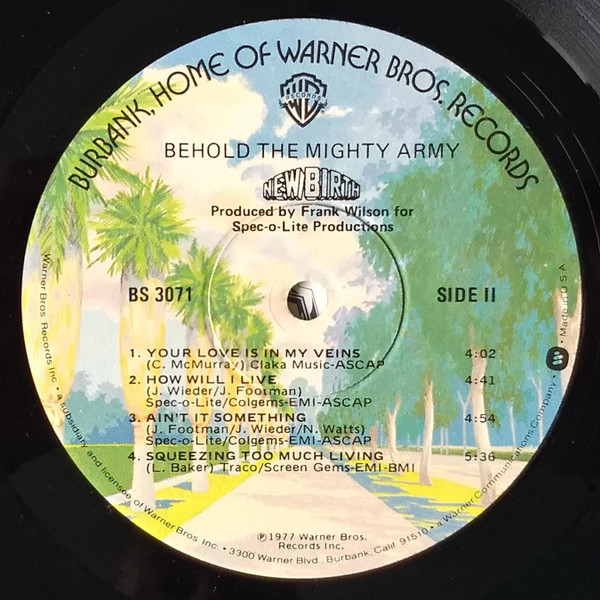 BURBANK, HOME OF WARNER BROS. RECORDS
WB
RECORDS
BEHOLD THE MIGHTY ARMY
NEW BIRTH
Produced by Frank Wilson for
Spec-o-Lite Productions
BS 3071
SIDE II
1. YOUR LOVE IS IN MY VEINS 4:02
(C. McMurray) Claka Music-ASCAP
2. HOW WILL I LIVE 4:41
(J. Wieder/J. Footman)
Spec-o-Lite/Colgems-EMI-ASCAP
3. AIN'T IT SOMETHING 4:54
(J. Footman/J. Wieder/N. Watts)
Spec-o-Lite/Colgems-EMI-ASCAP
4. SQUEEZING TOO MUCH LIVING 5:36
(L. Baker) Traco/Screen Gems-EMI-BMI
℗1977 Warner Bros.
Records Inc.
Warner Bros. Records Inc. • a subsidiary and licensee of Warner Bros. Inc. • 3300 Warner Blvd., Burbank, Calif. 91510 • a Warner Communications Company • Made in U.S.A.